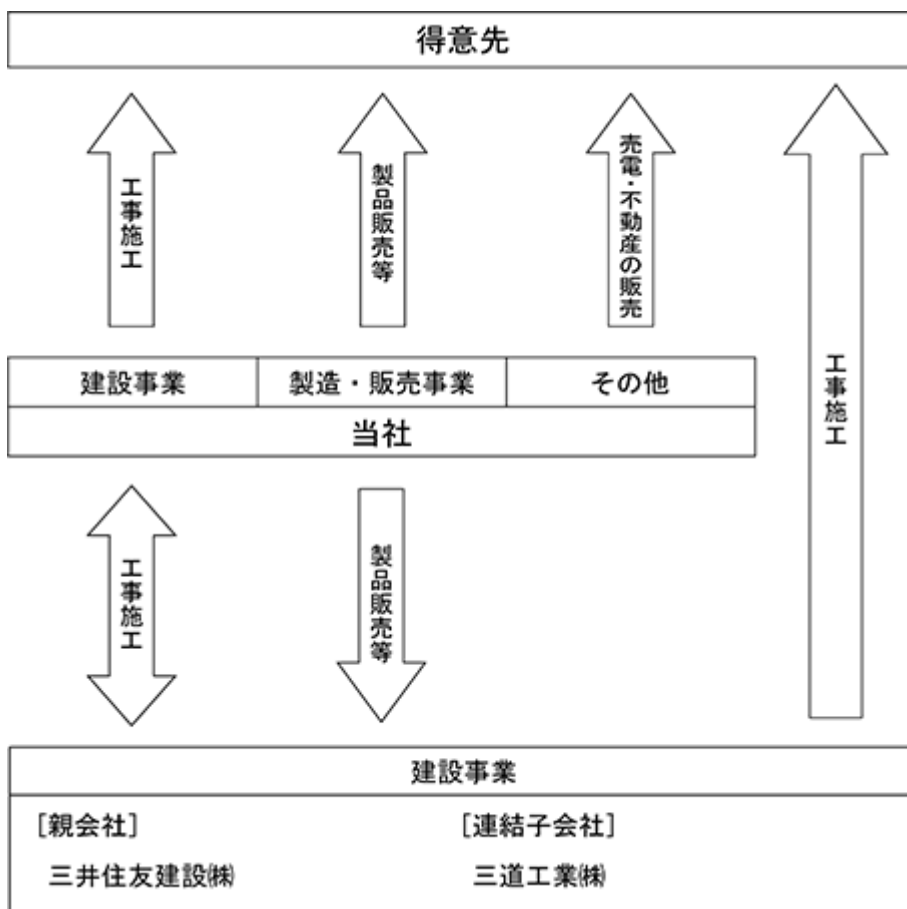 得意先
工事施工
製品販売等
売電・不動産の販売
工事施工
建設事業
製造・販売事業
その他
当社
工事施工
製品販売等
建設事業
［親会社］
［連結子会社］
三井住友建設㈱
三道工業㈱